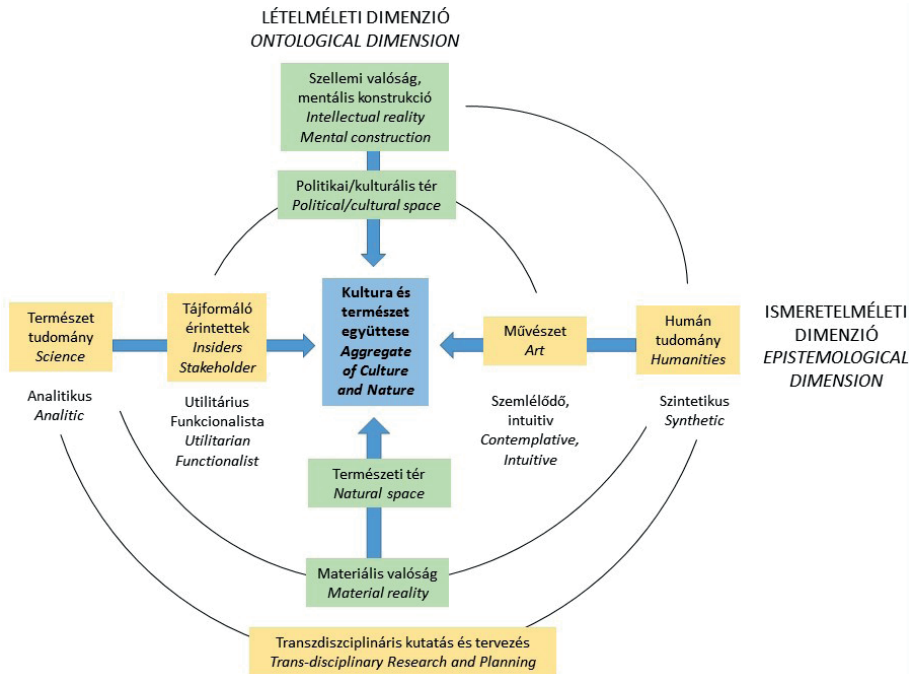 LÉTELMÉLETI DIMENZIÓ
ONTOLOGICAL DIMENSION
Szellemi valóság,
mentális konstrukció
Intellectual reality
Mental construction
Politikai/kulturális tér
Political/cultural space
Természet
tudomány
Science
Analitikus
Analitic
Tájformáló
érintettek
Insiders
Stakeholder
Utilitárius
Funkcionalista
Utilitarian
Functionalist
Kultura és
természet
együttese
Aggregate
of Culture
and Nature
Művészet
Art
Szemlélődő,
intuitiv
Contemplative,
Intuitive
Humán
tudomány
Humanities
Szintetikus
Synthetic
ISMERETELMÉLETI
DIMENZIÓ
EPISTEMOLOGICAL
DIMENSION
Természeti tér
Natural space
Materiális valóság
Material reality
Transzdiszciplináris kutatás és tervezés
Trans-disciplinary Research and Planning